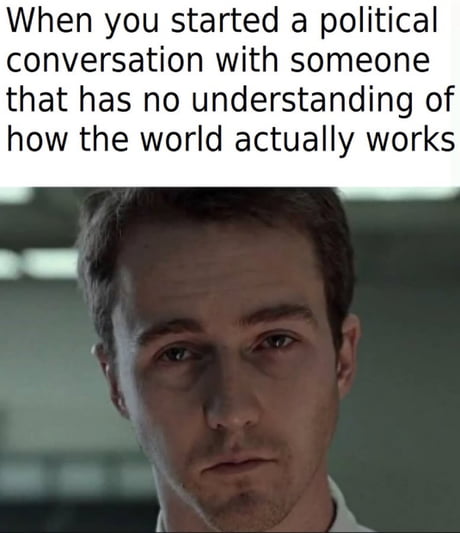 When you started a political
conversation with someone
that has no understanding of
how the world actually works